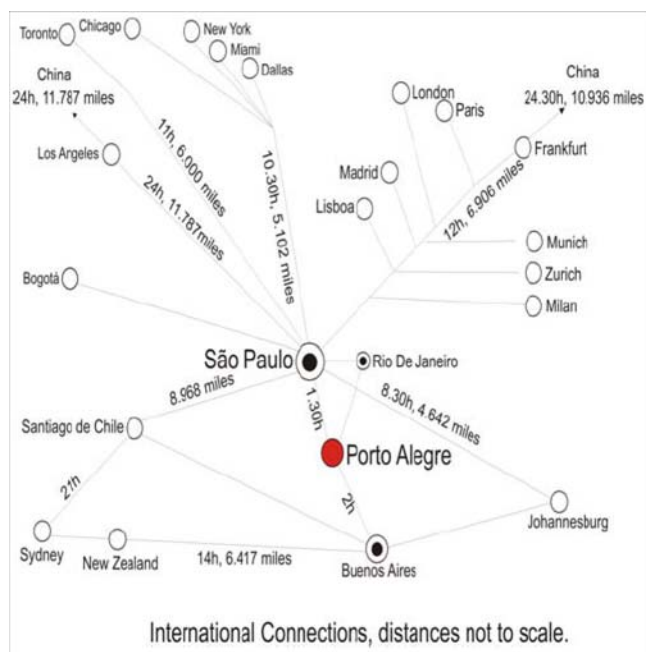 Toronto
Chicago
New York
Miami
Dallas
China
24h, 11.787 miles
Los Angeles
11h, 6.000 miles
24h, 11.787miles
10.30h, 5.102 miles
London
Paris
China
24.30h, 10.936 miles
Frankfurt
Madrid
Lisboa
12h, 6.906 miles
Munich
Zurich
Milan
Bogotá
São Paulo
Rio De Janeiro
8.968 miles
1.30h
8.30h, 4.642 miles
Santiago de Chile
Porto Alegre
21h
2h
Johannesburg
Sydney
New Zealand
14h, 6.417 miles
Buenos Aires
International Connections, distances not to scale.